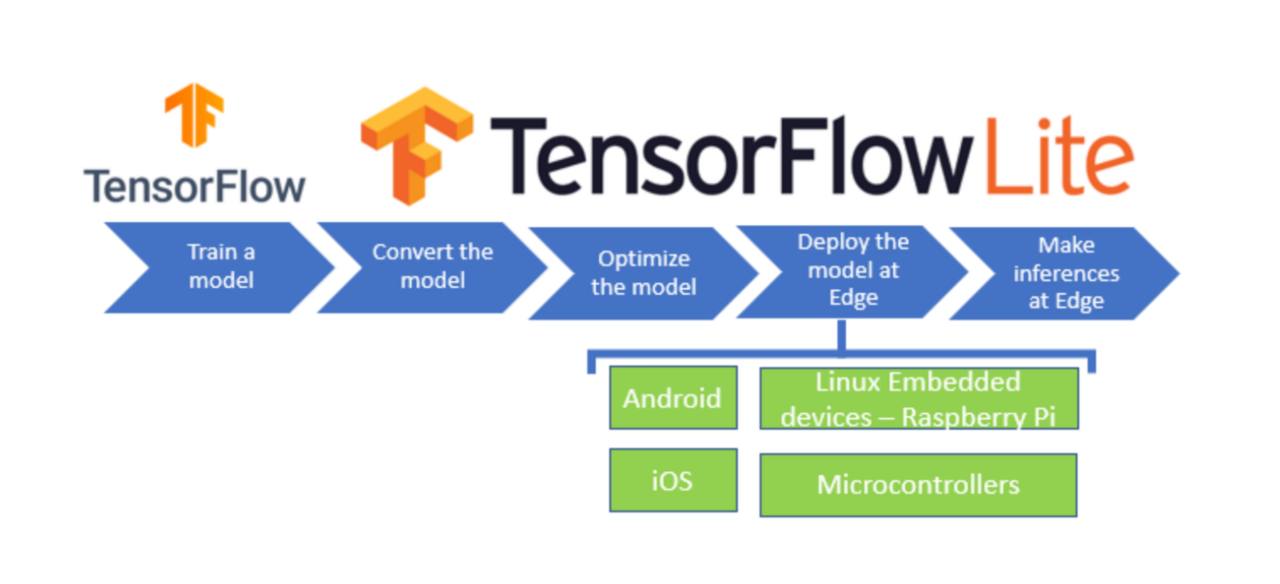 TensorFlow
TensorFlow Lite
Train a
model
Convert the
model
Optimize
the model
Deploy the
model at
Edge
Make
inferences
at Edge
Android
Linux Embedded
devices – Raspberry Pi
iOS
Microcontrollers